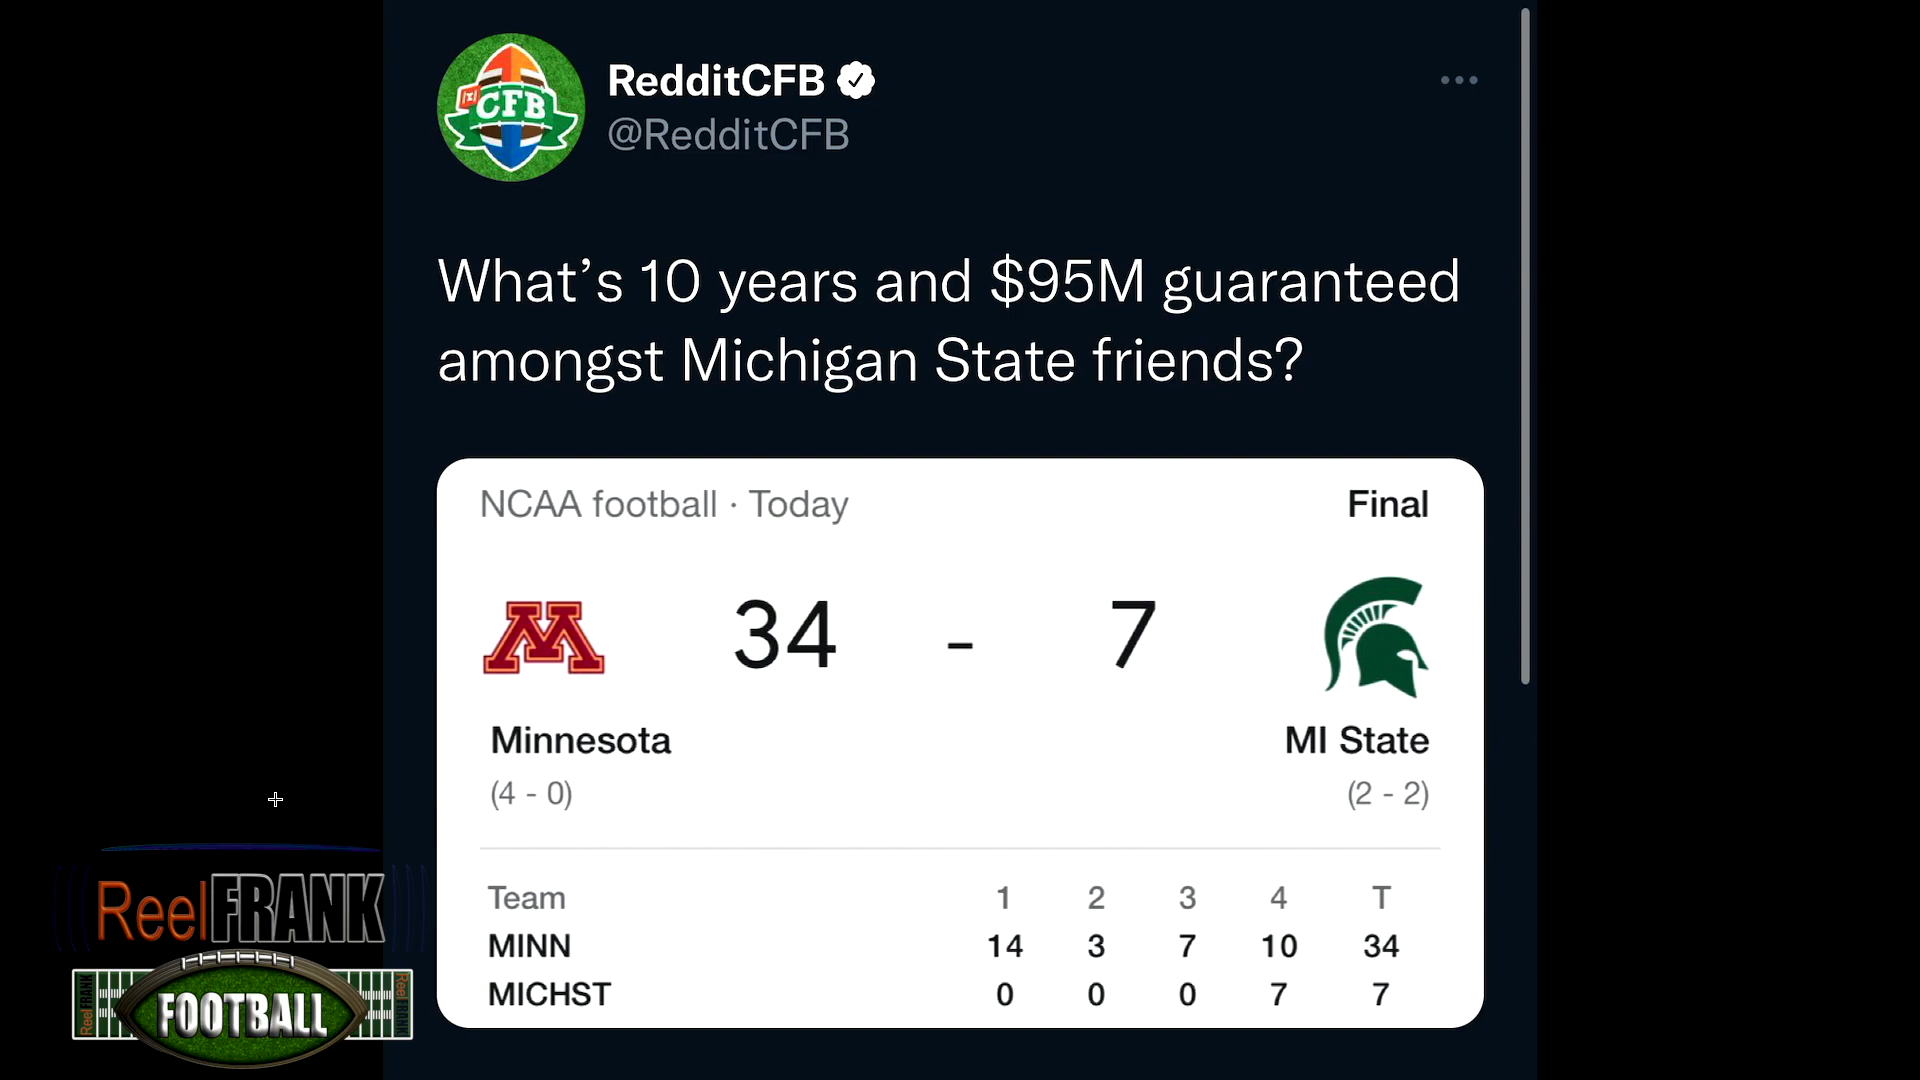 CFB
RedditCFB
@RedditCFB
What's 10 years and $95M guaranteed
amongst Michigan State friends?
NCAA football · Today
Final
M
34 - 7
Minnesota
MI State
(4 - 0)
(2 - 2)
Team 1 2 3 4 T
MINN 14 3 7 10 34
MICHST 0 0 0 7 7
ReelFRANK
FOOTBALL
ReelFRANK
ReelFRANK